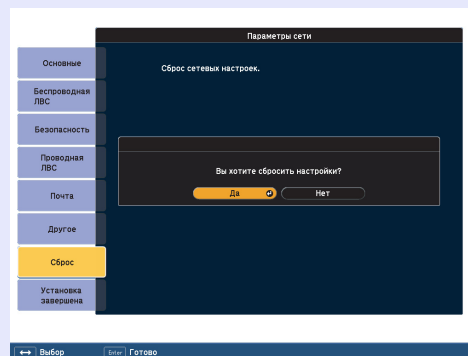 Параметры сети
Основные
Сброс сетевых настроек.
Беспроводная
ЛВС
Безопасность
Проводная
ЛВС
Вы хотите сбросить настройки?
Да
Нет
Почта
Другое
Сброс
Установка
завершена
Выбор
Enter Готово